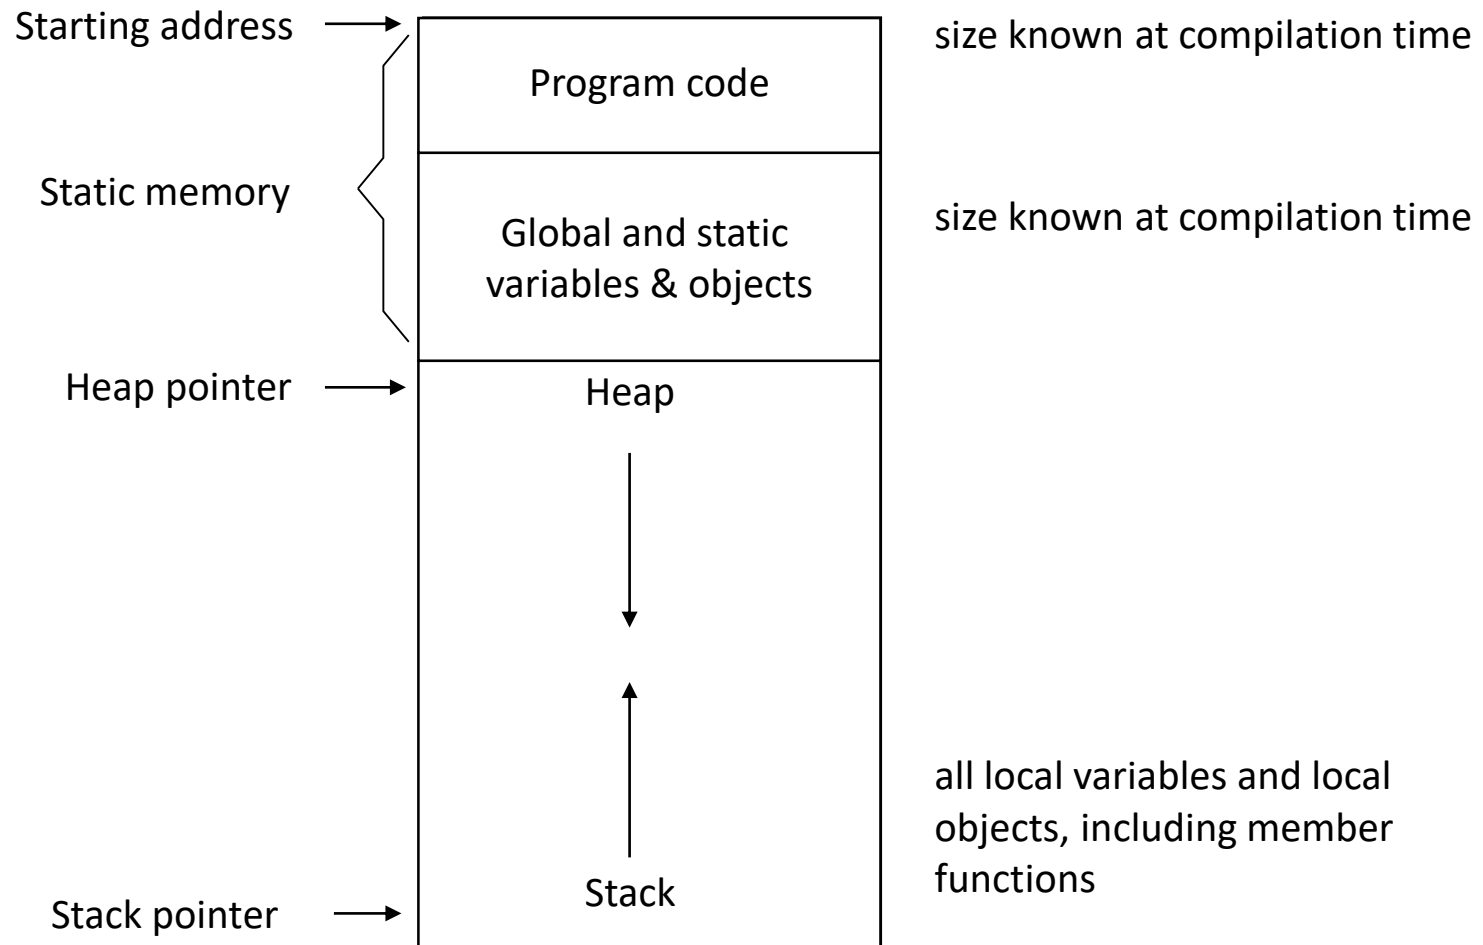 Starting address
size known at compilation time
Program code
Static memory
size known at compilation time
Global and static
variables & objects
Heap pointer
Heap
all local variables and local
objects, including member
functions
Stack
Stack pointer